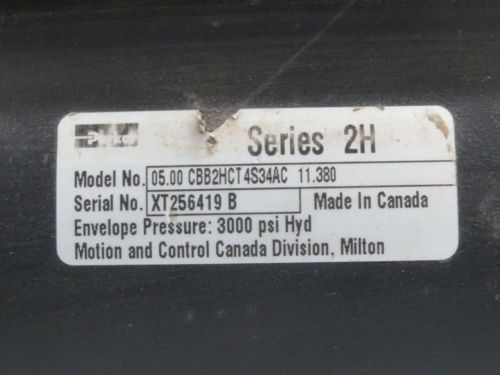 Parker
Series 2H
Model No. 05.00 CBB2HCT4S34AC 11.380
Serial No. XT256419 B Made In Canada
Envelope Pressure: 3000 psi Hyd
Motion and Control Canada Division, Milton